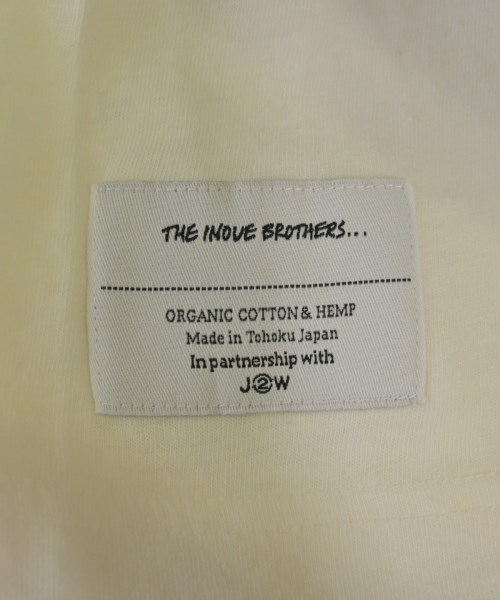 THE INOUE BROTHERS...
ORGANIC COTTON & HEMP
Made in Tohoku Japan
In partnership with
J②W